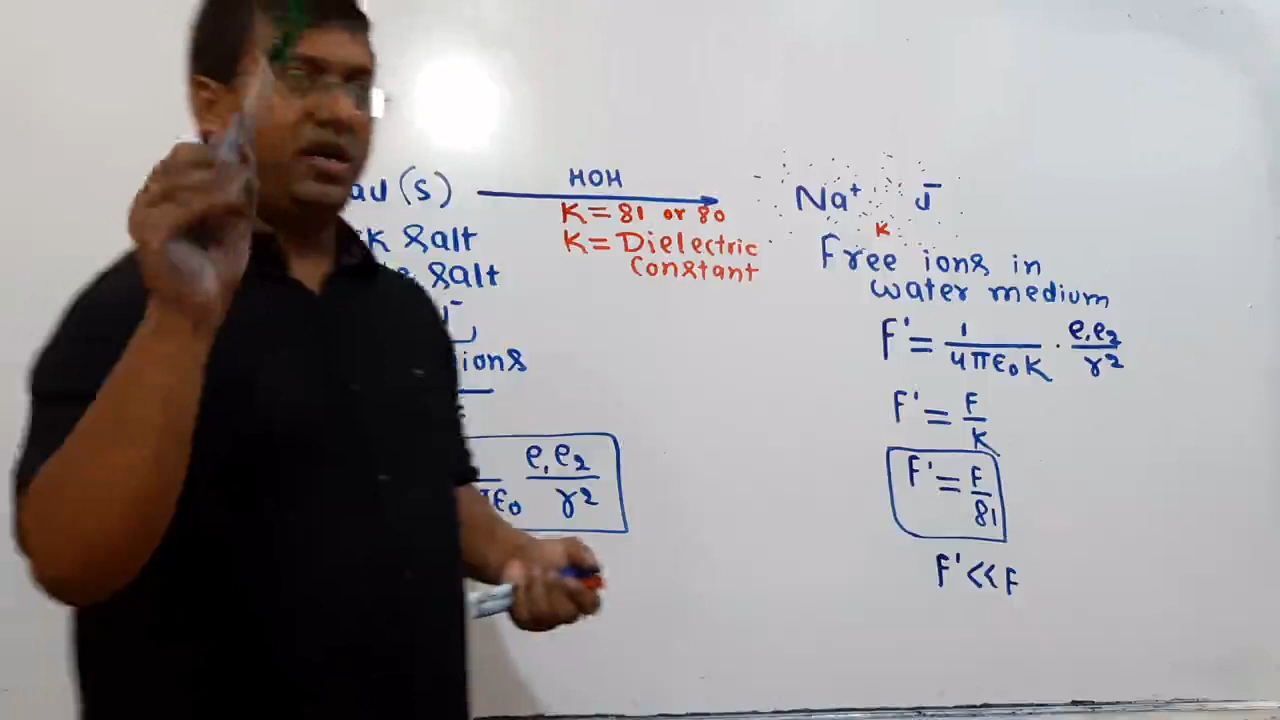 (s)
HOH
K = 81 or 80
K = Dielectric
Constant
Na⁺
K
salt
salt
ions
Free ions in
water medium
F' = 1/4πε₀K · e₁e₂/r²
F' = F/K
F' = F/81
F' << F
πε₀ e₁e₂/r²